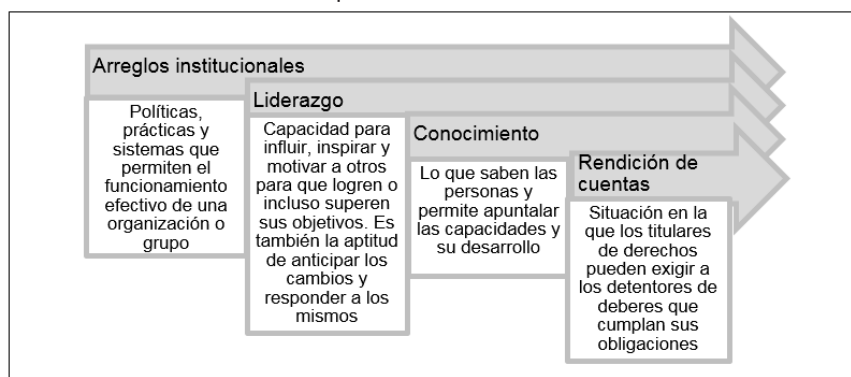 Arreglos institucionales
Políticas,
prácticas y
sistemas que
permiten el
funcionamiento
efectivo de una
organización o
grupo
Liderazgo
Capacidad para
influir, inspirar y
motivar a otros
para que logren o
incluso superen
sus objetivos. Es
también la aptitud
de anticipar los
cambios y
responder a los
mismos
Conocimiento
Lo que saben las
personas y
permite apuntalar
las capacidades y
su desarrollo
Rendición de
cuentas
Situación en la
que los titulares
de derechos
pueden exigir a
los detentores de
deberes que
cumplan sus
obligaciones